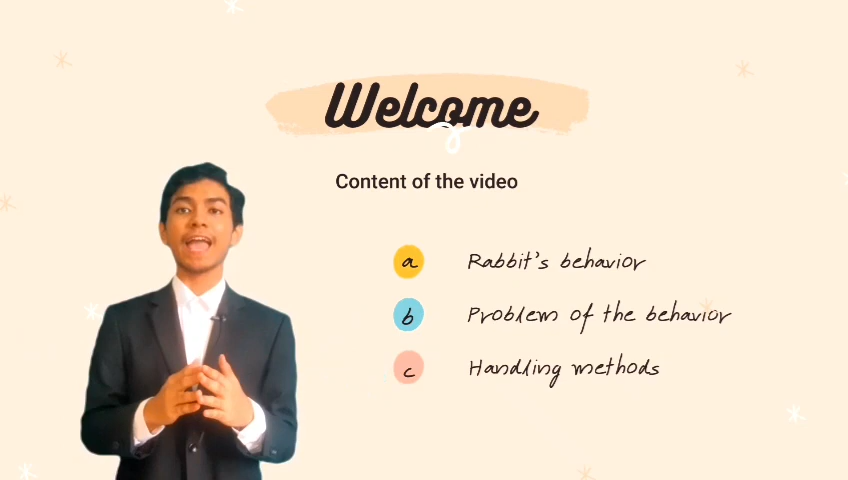 Welcome
Content of the video
a Rabbit's behavior
b Problem of the behavior
c Handling methods